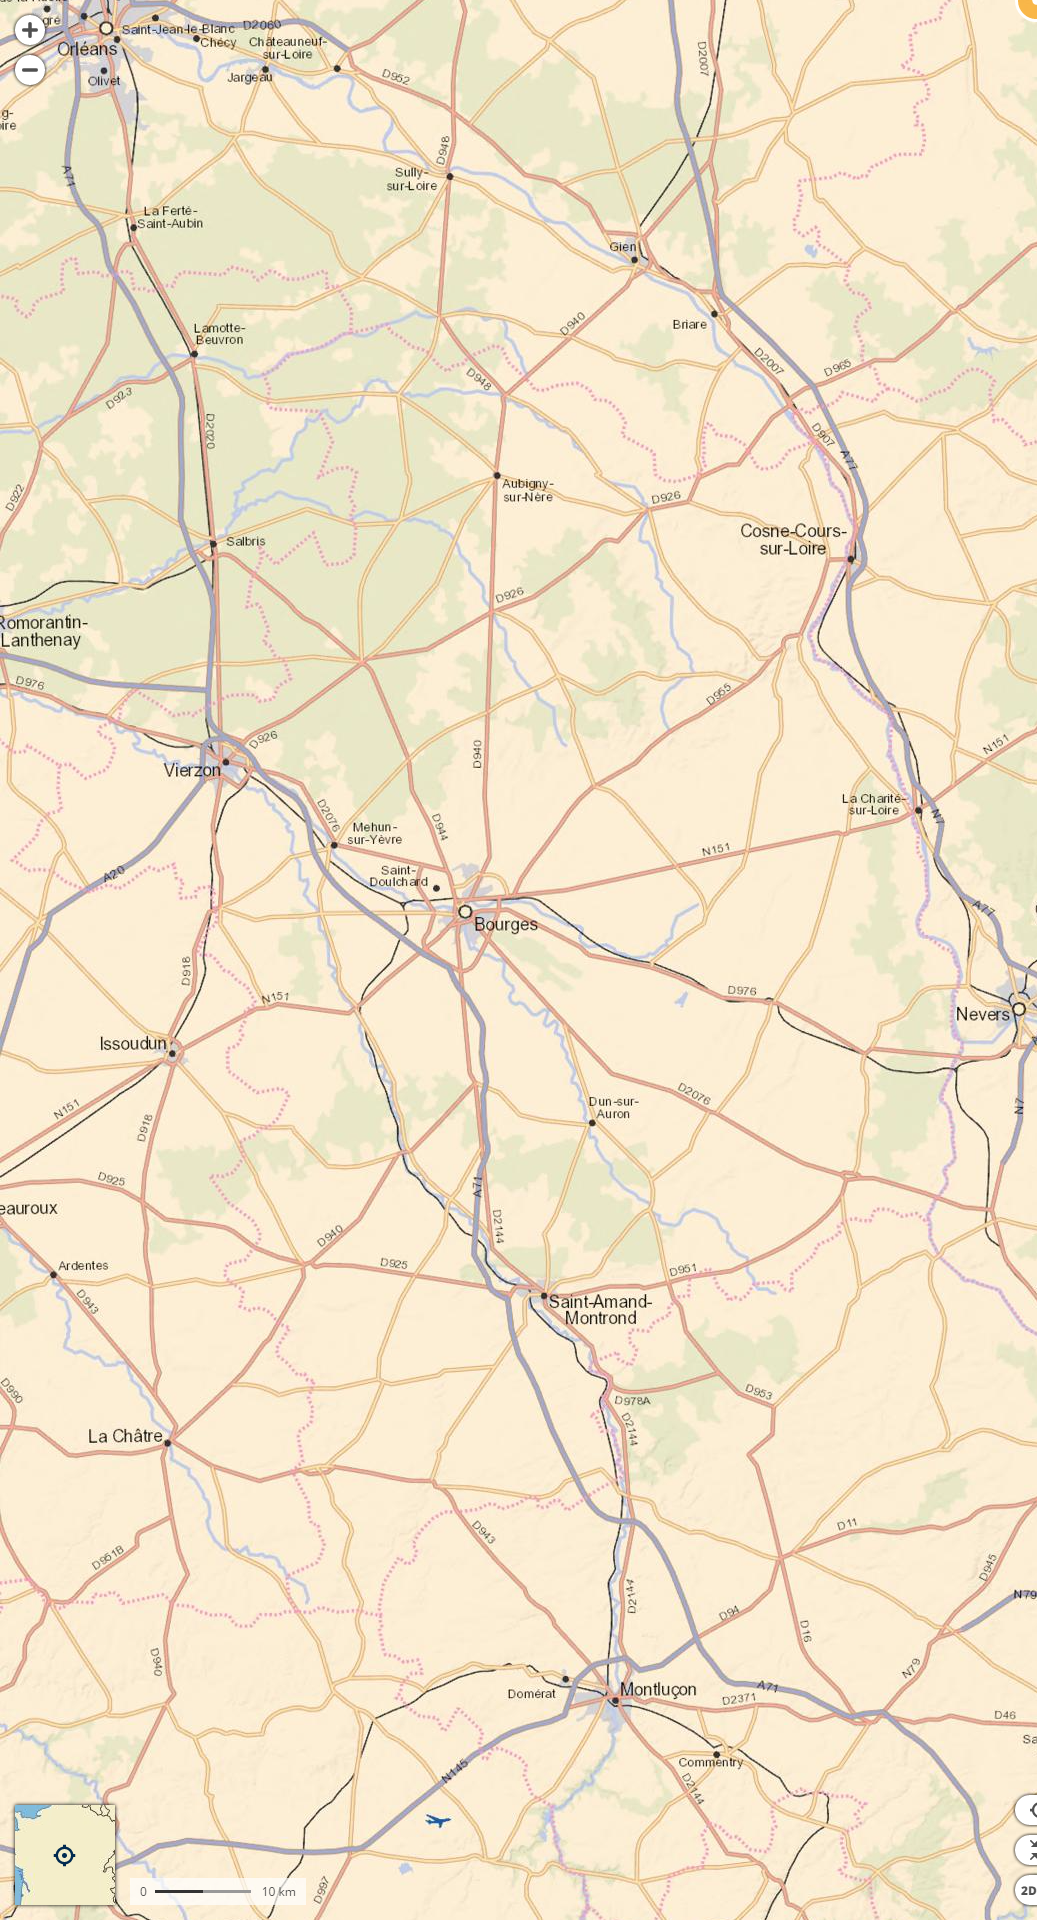 Orléans
Olivet
Saint-Jean-le-Blanc
Chécy
D2060
Châteauneuf-
sur-Loire
Jargeau
D952
D2007
A71
D948
Sully-
sur-Loire
La Ferté-
Saint-Aubin
Gien
Briare
D940
D2007
D965
Lamotte-
Beuvron
D923
D2020
D948
D907
A77
D922
Aubigny-
sur-Nère
D926
Cosne-Cours-
sur-Loire
Salbris
D926
Romorantin-
Lanthenay
D976
D955
D926
D940
N151
Vierzon
D2076
Mehun-
sur-Yèvre
D944
La Charité-
sur-Loire
N7
N151
A20
Saint-
Doulchard
Bourges
A77
D918
N151
D976
Nevers
Issoudun
N151
D918
D2076
Dun-sur-
Auron
N7
D925
A71
D2144
eauroux
D940
D925
D951
Ardentes
D943
Saint-Amand-
Montrond
D990
D978A
D953
D2144
La Châtre
D943
D11
D951B
D945
D2144
D94
N79
D16
D940
N79
Domérat
Montluçon
A71
D2371
D46
Sa
Commentry
N145
D2144
D997
0 10 km
2D